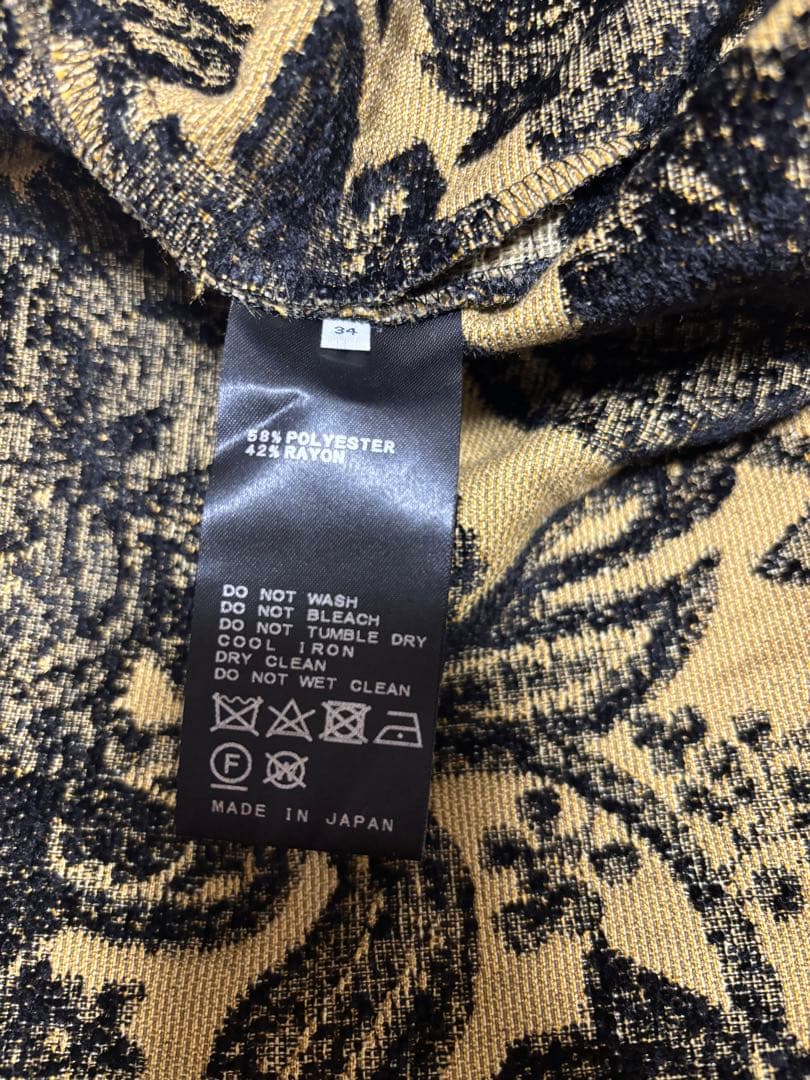 34
58% POLYESTER
42% RAYON
DO NOT WASH
DO NOT BLEACH
DO NOT TUMBLE DRY
COOL IRON
DRY CLEAN
DO NOT WET CLEAN
F W
MADE IN JAPAN